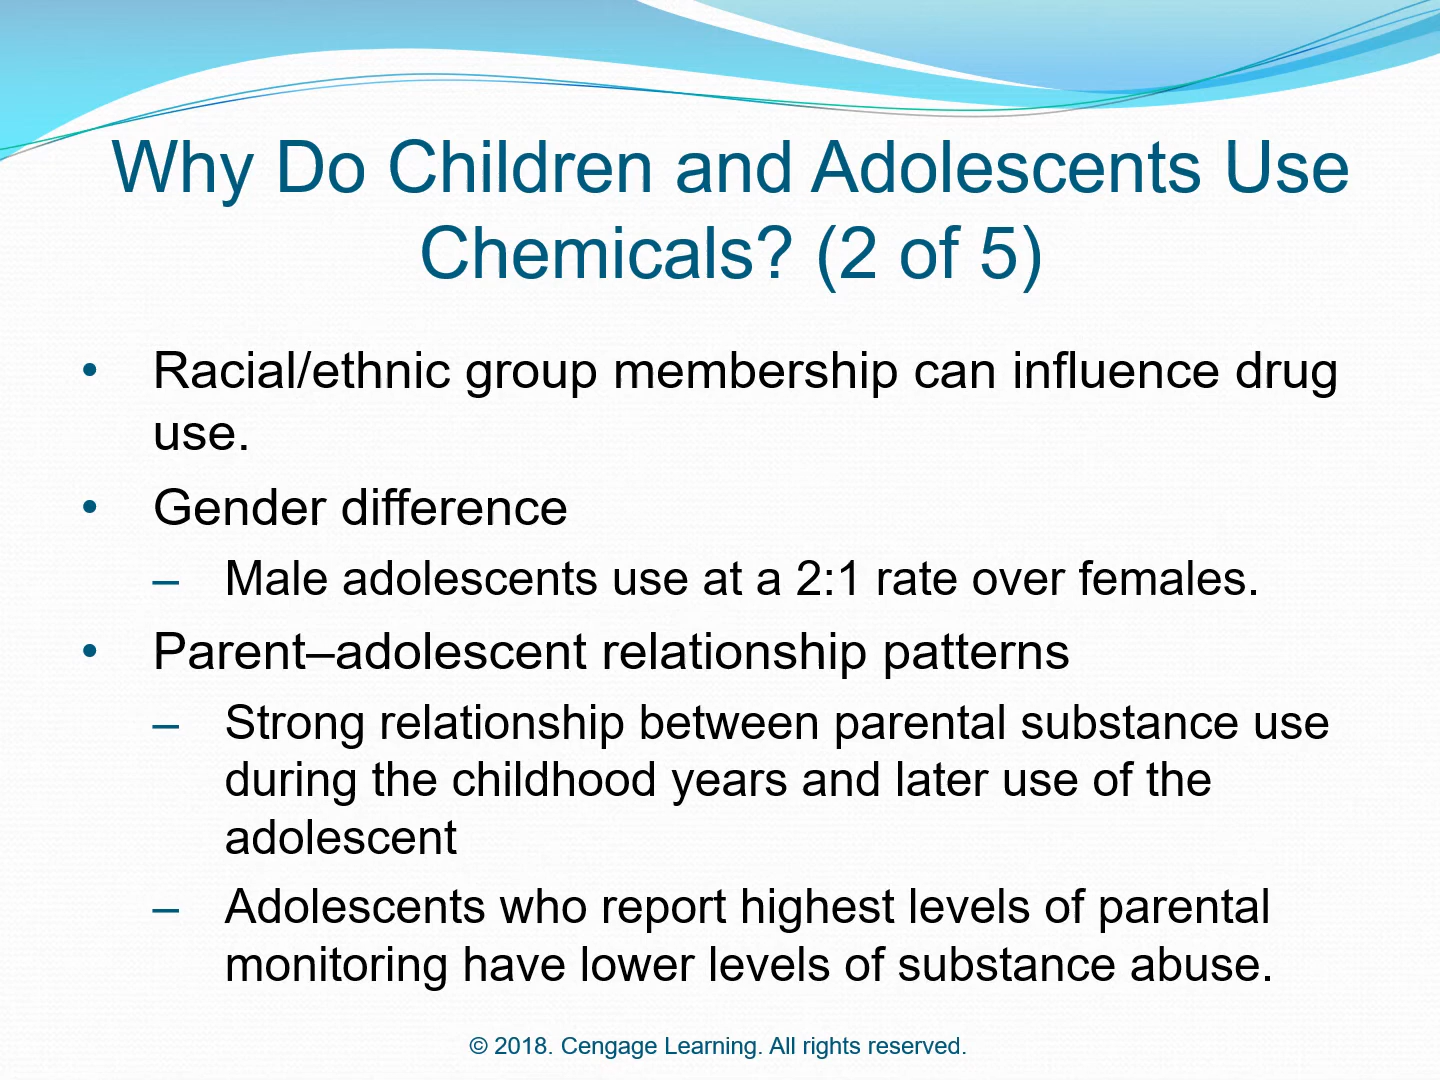 Why Do Children and Adolescents Use
Chemicals? (2 of 5)
• Racial/ethnic group membership can influence drug
use.
• Gender difference
– Male adolescents use at a 2:1 rate over females.
• Parent–adolescent relationship patterns
– Strong relationship between parental substance use
during the childhood years and later use of the
adolescent
– Adolescents who report highest levels of parental
monitoring have lower levels of substance abuse.
© 2018. Cengage Learning. All rights reserved.